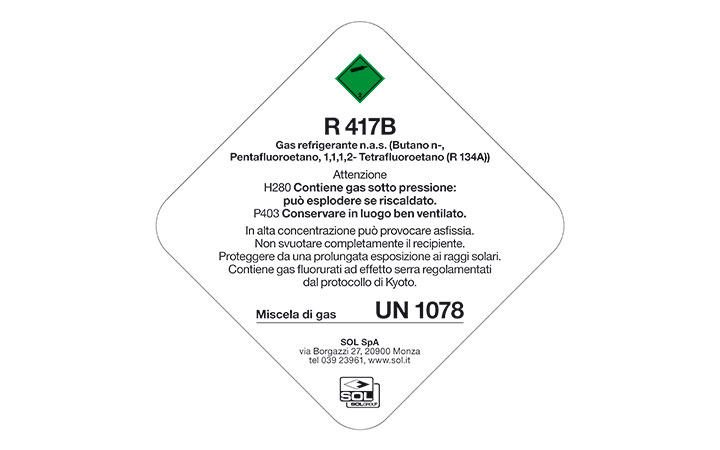 2
R 417B
Gas refrigerante n.a.s. (Butano n-,
Pentafluoroetano, 1,1,1,2- Tetrafluoroetano (R 134A))
Attenzione
H280 Contiene gas sotto pressione:
può esplodere se riscaldato.
P403 Conservare in luogo ben ventilato.
In alta concentrazione può provocare asfissia.
Non svuotare completamente il recipiente.
Proteggere da una prolungata esposizione ai raggi solari.
Contiene gas fluorurati ad effetto serra regolamentati
dal protocollo di Kyoto.
Miscela di gas UN 1078
SOL SpA
via Borgazzi 27, 20900 Monza
tel 039 23961, www.sol.it
SOL
SOLGROUP